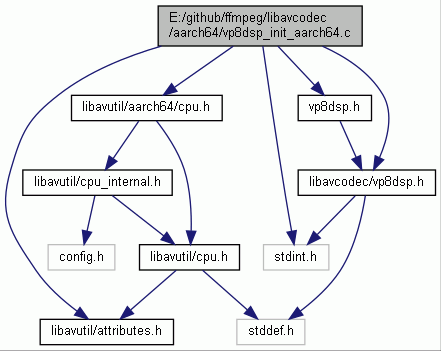 E:/github/ffmpeg/libavcodec
/aarch64/vp8dsp_init_aarch64.c
libavutil/aarch64/cpu.h
vp8dsp.h
libavutil/cpu_internal.h
libavcodec/vp8dsp.h
config.h
libavutil/cpu.h
stdint.h
libavutil/attributes.h
stddef.h